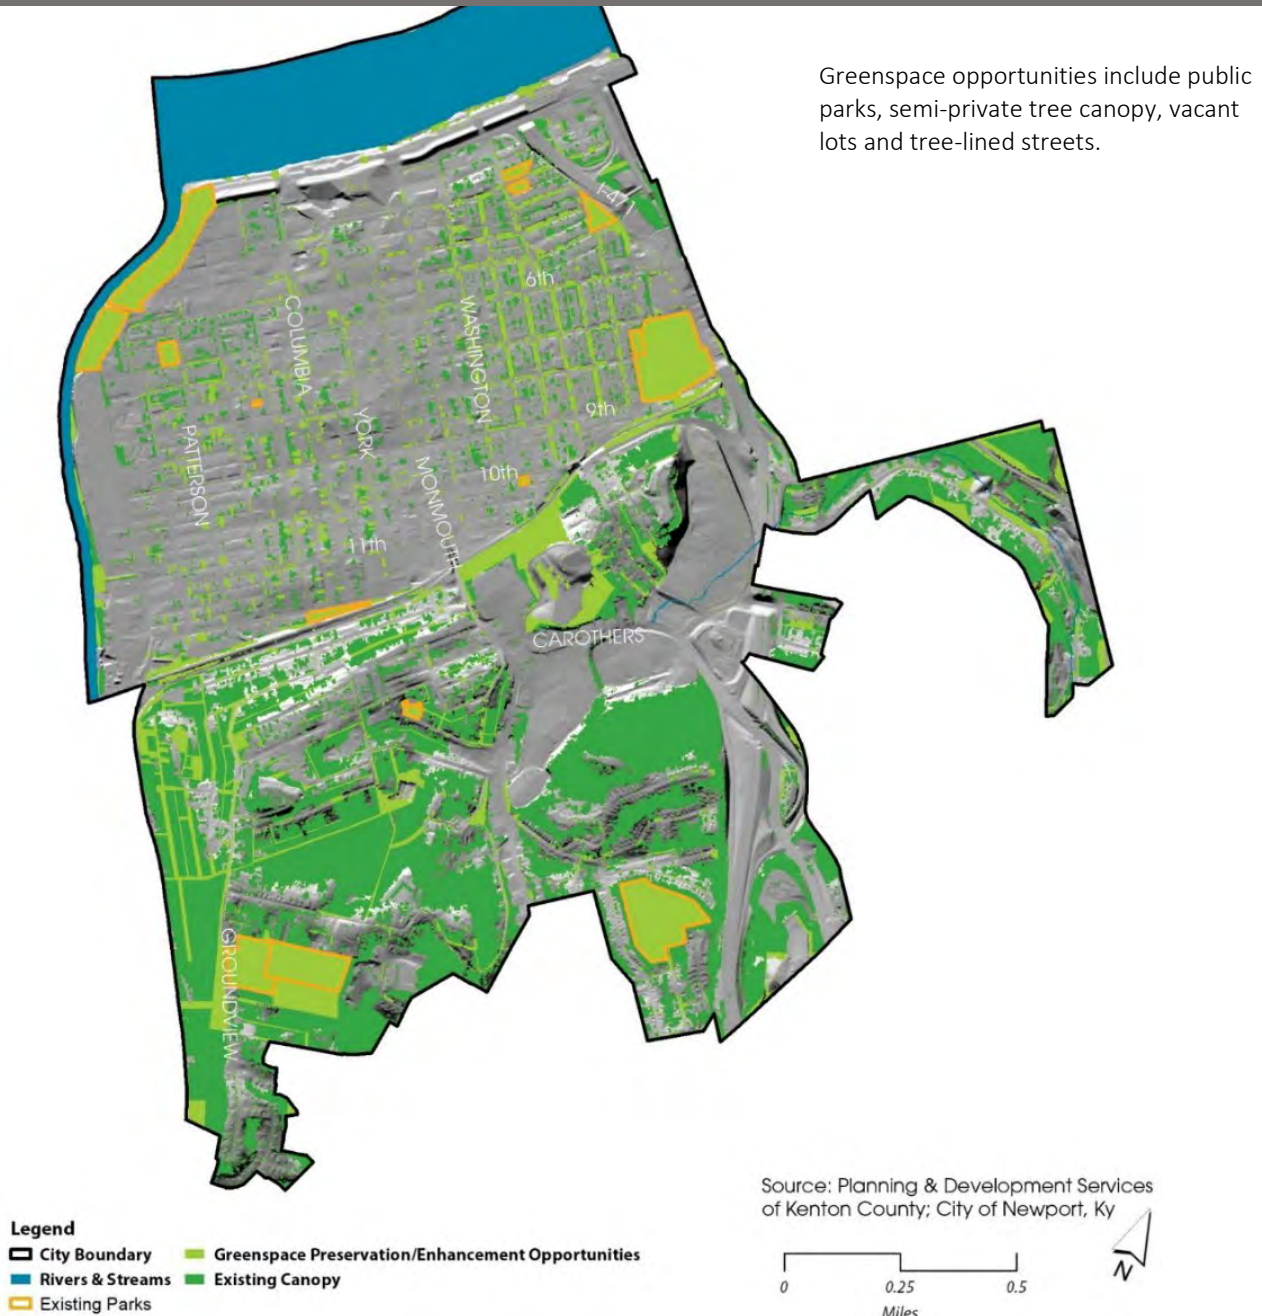 Greenspace opportunities include public
parks, semi-private tree canopy, vacant
lots and tree-lined streets.
I-471
6th
COLUMBIA
WASHINGTON
9th
YORK
PATTERSON
MONMOUTH
10th
11th
CAROTHERS
GROUNDVIEW
Source: Planning & Development Services
of Kenton County; City of Newport, Ky
Legend
City Boundary
Greenspace Preservation/Enhancement Opportunities
Rivers & Streams
Existing Canopy
Existing Parks
0
0.25
0.5
Miles
N